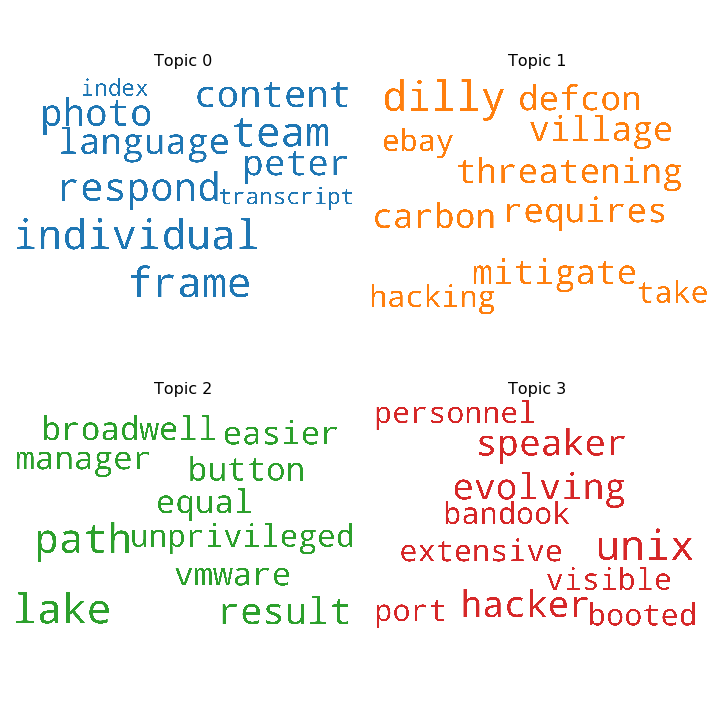 Topic 0
index
content
photo
language team
peter
respond transcript
individual
frame
Topic 1
dilly defcon
ebay village
threatening
carbon requires
mitigate
hacking take
Topic 2
broadwell easier
manager
button
equal
path unprivileged
vmware
lake result
Topic 3
personnel
speaker
evolving
bandook
extensive unix
visible
port hacker booted